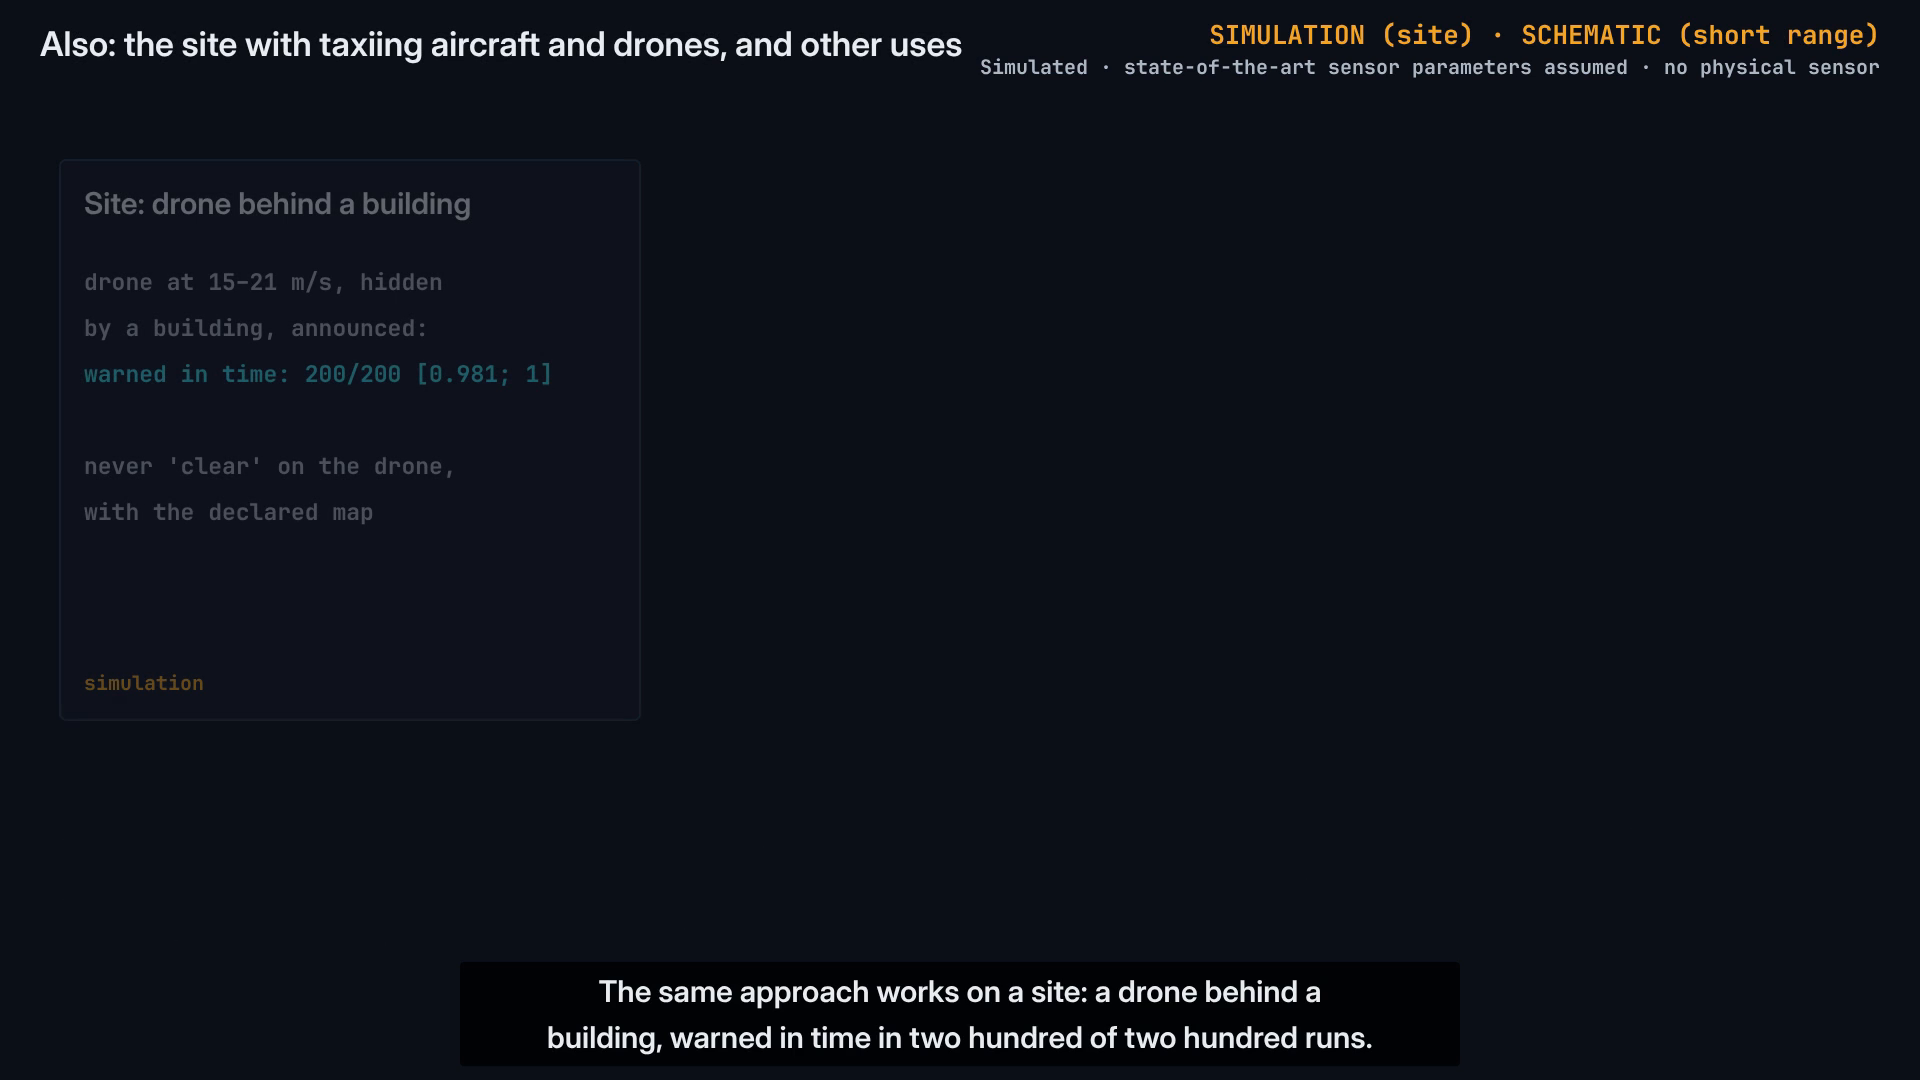 Also: the site with taxiing aircraft and drones, and other uses
SIMULATION (site) · SCHEMATIC (short range)
Simulated · state-of-the-art sensor parameters assumed · no physical sensor
Site: drone behind a building
drone at 15–21 m/s, hidden
by a building, announced:
warned in time: 200/200 [0.981; 1]
never 'clear' on the drone,
with the declared map
simulation
The same approach works on a site: a drone behind a
building, warned in time in two hundred of two hundred runs.